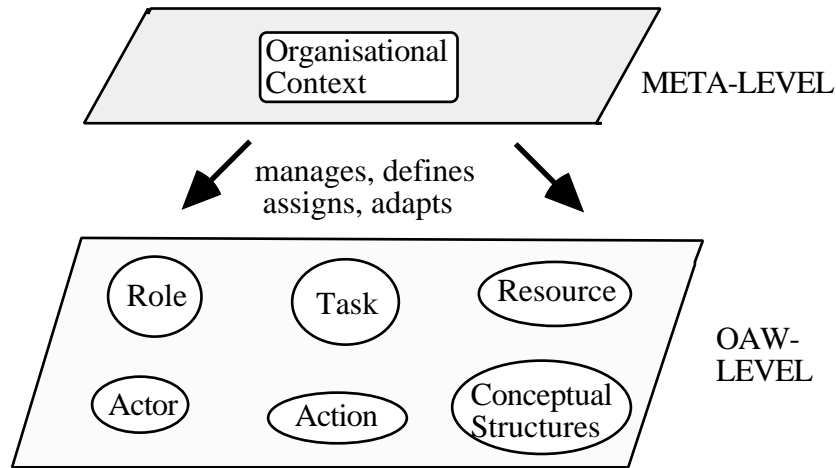 Organisational
Context
META-LEVEL
manages, defines
assigns, adapts
Role
Task
Resource
OAW-
LEVEL
Actor
Action
Conceptual
Structures